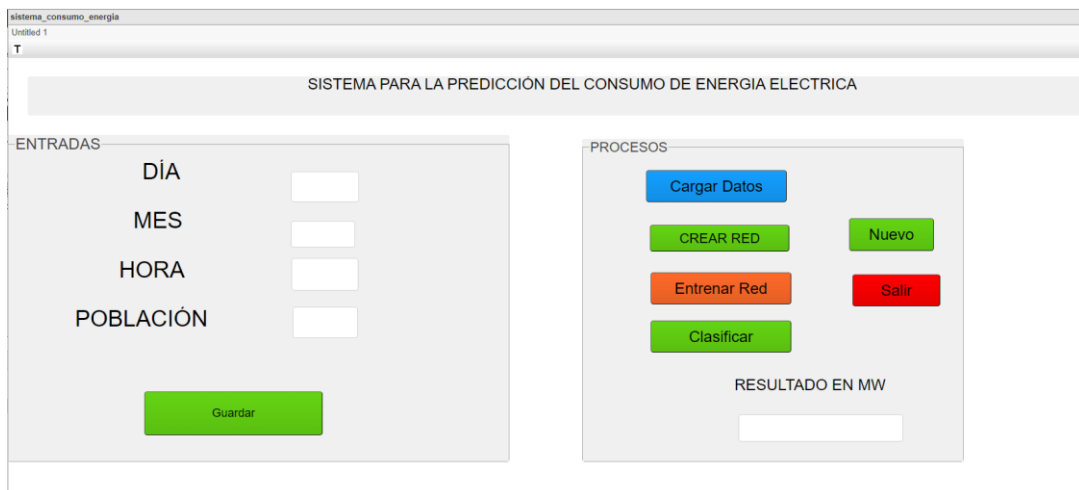 sistema_consumo_energia
Untitled 1
T
SISTEMA PARA LA PREDICCIÓN DEL CONSUMO DE ENERGIA ELECTRICA
ENTRADAS
DÍA
MES
HORA
POBLACIÓN
Guardar
PROCESOS
Cargar Datos
CREAR RED
Nuevo
Entrenar Red
Salir
Clasificar
RESULTADO EN MW